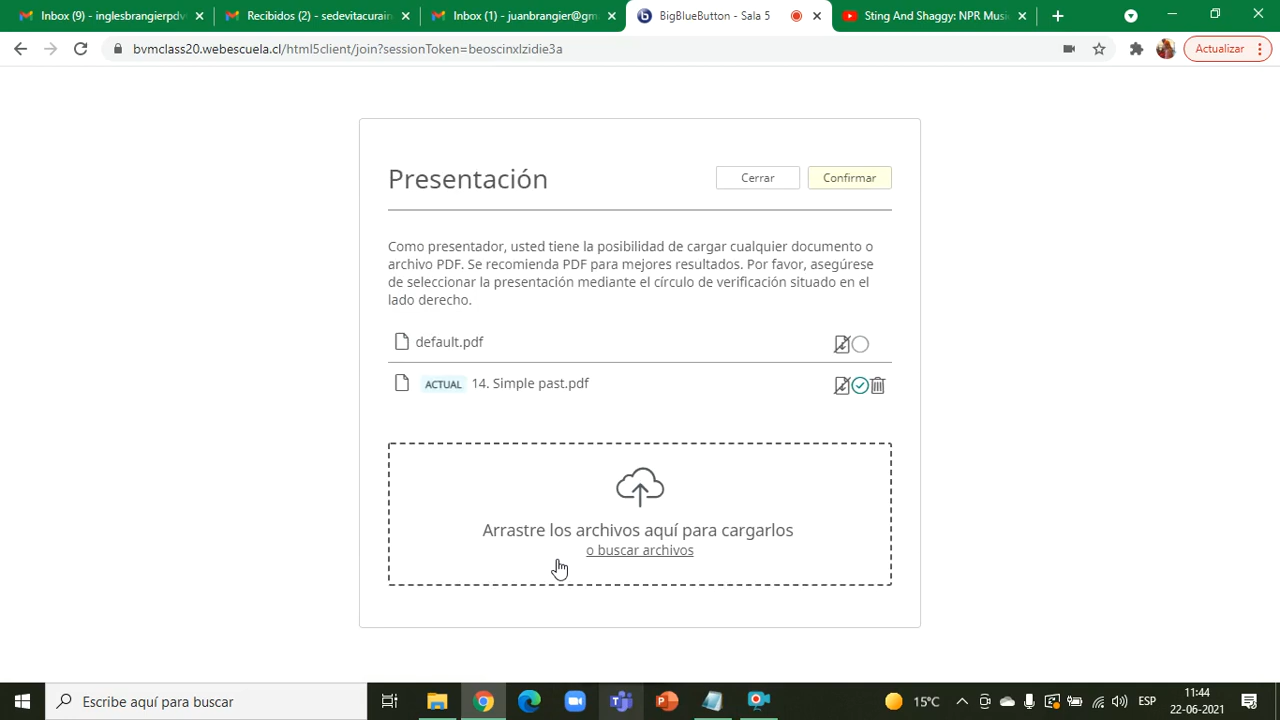 Inbox (9) - inglesbrangierpdv
Recibidos (2) - sedevitacurain
Inbox (1) - juanbrangier@gm
BigBlueButton - Sala 5
Sting And Shaggy: NPR Musi
bvmclass20.webescuela.cl/html5client/join?sessionToken=beoscinxlzidie3a
Actualizar
Presentación
Cerrar
Confirmar
Como presentador, usted tiene la posibilidad de cargar cualquier documento o
archivo PDF. Se recomienda PDF para mejores resultados. Por favor, asegúrese
de seleccionar la presentación mediante el círculo de verificación situado en el
lado derecho.
default.pdf
ACTUAL 14. Simple past.pdf
Arrastre los archivos aquí para cargarlos
o buscar archivos
Escribe aquí para buscar
15°C
ESP
11:44
22-06-2021